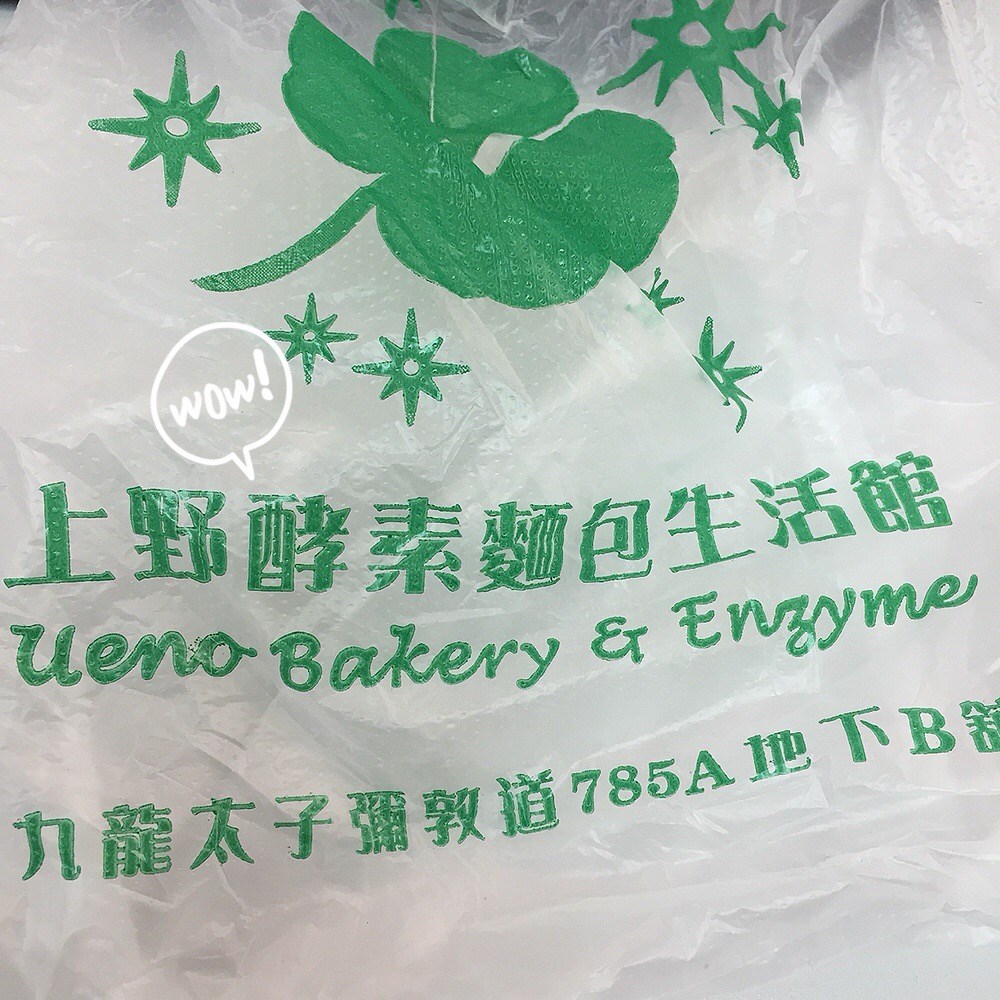 wow!
上野酵素麵包生活館
Ueno Bakery & Enzyme
九龍太子彌敦道785A地下B舖